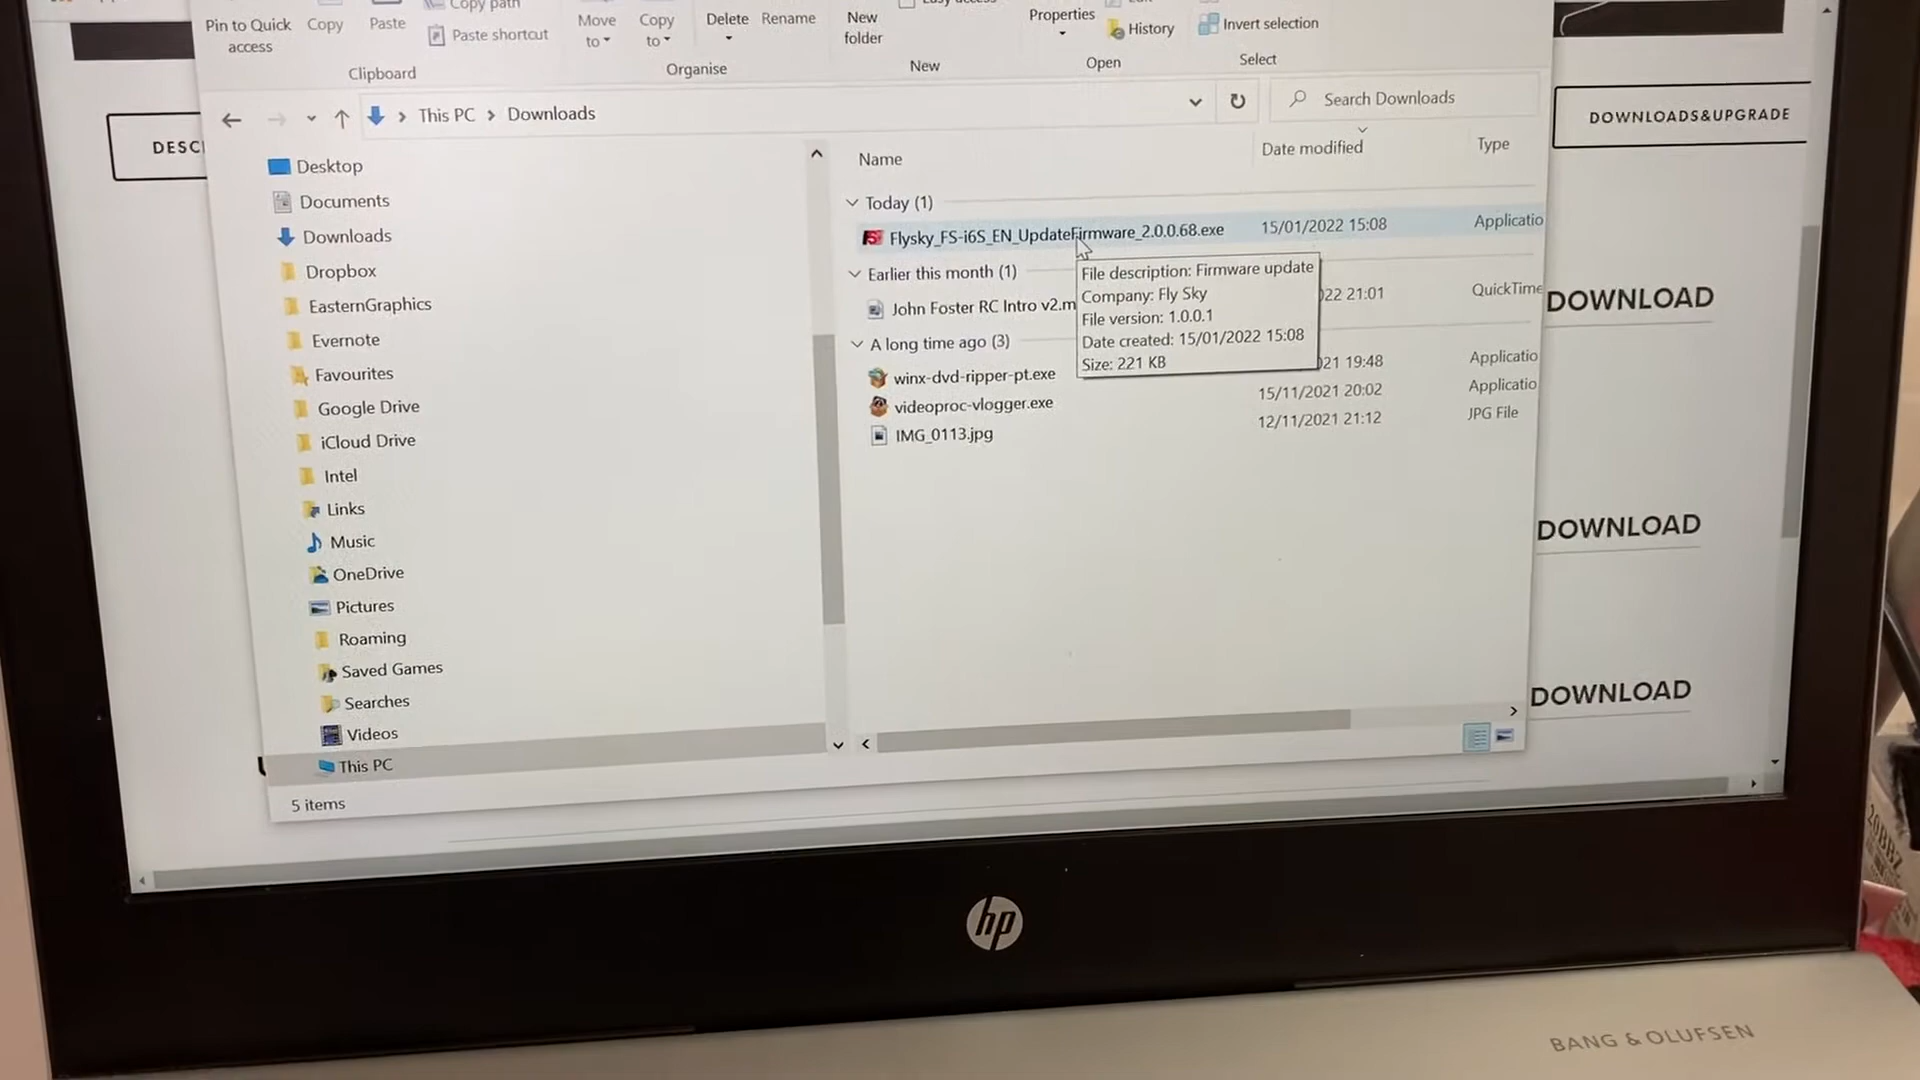 Copy path
Pin to Quick
access
Copy
Paste
Paste shortcut
Clipboard
Move
to
Copy
to
Delete
Rename
Organise
New
folder
New
Properties
History
Open
Invert selection
Select
This PC > Downloads
Search Downloads
DOWNLOADS&UPGRADE
DESC
Name
Date modified
Type
Desktop
Documents
Downloads
Dropbox
EasternGraphics
Evernote
Favourites
Google Drive
iCloud Drive
Intel
Links
Music
OneDrive
Pictures
Roaming
Saved Games
Searches
Videos
This PC
5 items
Today (1)
Flysky_FS-i6S_EN_UpdateFirmware_2.0.0.68.exe 15/01/2022 15:08 Applicatio
Earlier this month (1)
John Foster RC Intro v2.m 022 21:01 QuickTime
A long time ago (3)
winx-dvd-ripper-pt.exe 021 19:48 Applicatio
videoproc-vlogger.exe 15/11/2021 20:02 Applicatio
IMG_0113.jpg 12/11/2021 21:12 JPG File
File description: Firmware update
Company: Fly Sky
File version: 1.0.0.1
Date created: 15/01/2022 15:08
Size: 221 KB
DOWNLOAD
DOWNLOAD
DOWNLOAD
hp
BANG & OLUFSEN